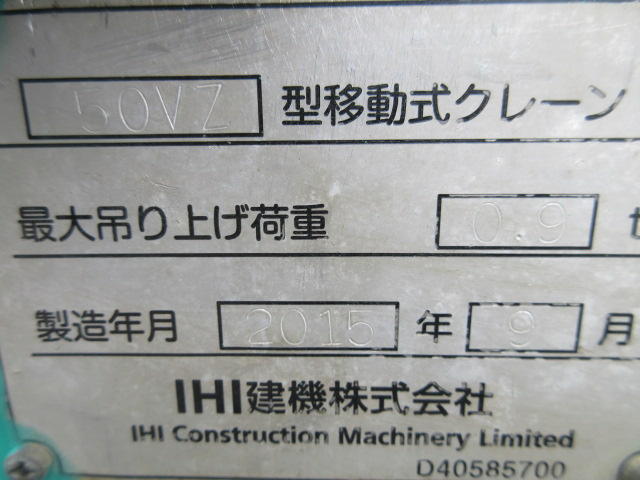 50VZ 型移動式クレーン
最大吊り上げ荷重 0.9 t
製造年月 2015 年 9 月
IHI建機株式会社
IHI Construction Machinery Limited
D40585700